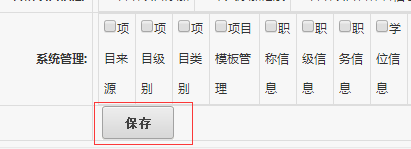 项目来源
项目级别
项目类别
项目模板管理
职称信息
职级信息
职务信息
学位信息
系统管理:
保存